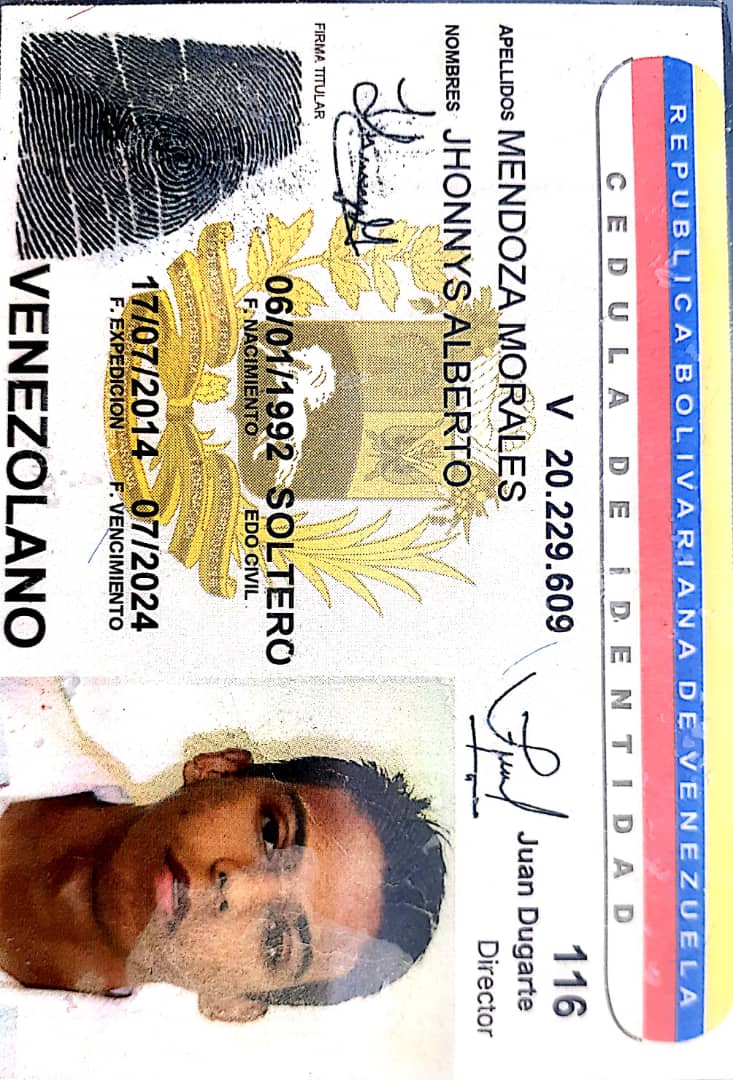 REPUBLICA BOLIVARIANA DE VENEZUELA
CEDULA DE IDENTIDAD
V 20.229.609
116
APELLIDOS MENDOZA MORALES
Juan Dugarte
Director
NOMBRES JHONNYS ALBERTO
FIRMA TITULAR
06/01/1992 SOLTERO
F. NACIMIENTO EDO CIVIL
17/07/2014 07/2024
F. EXPEDICION F. VENCIMIENTO
VENEZOLANO